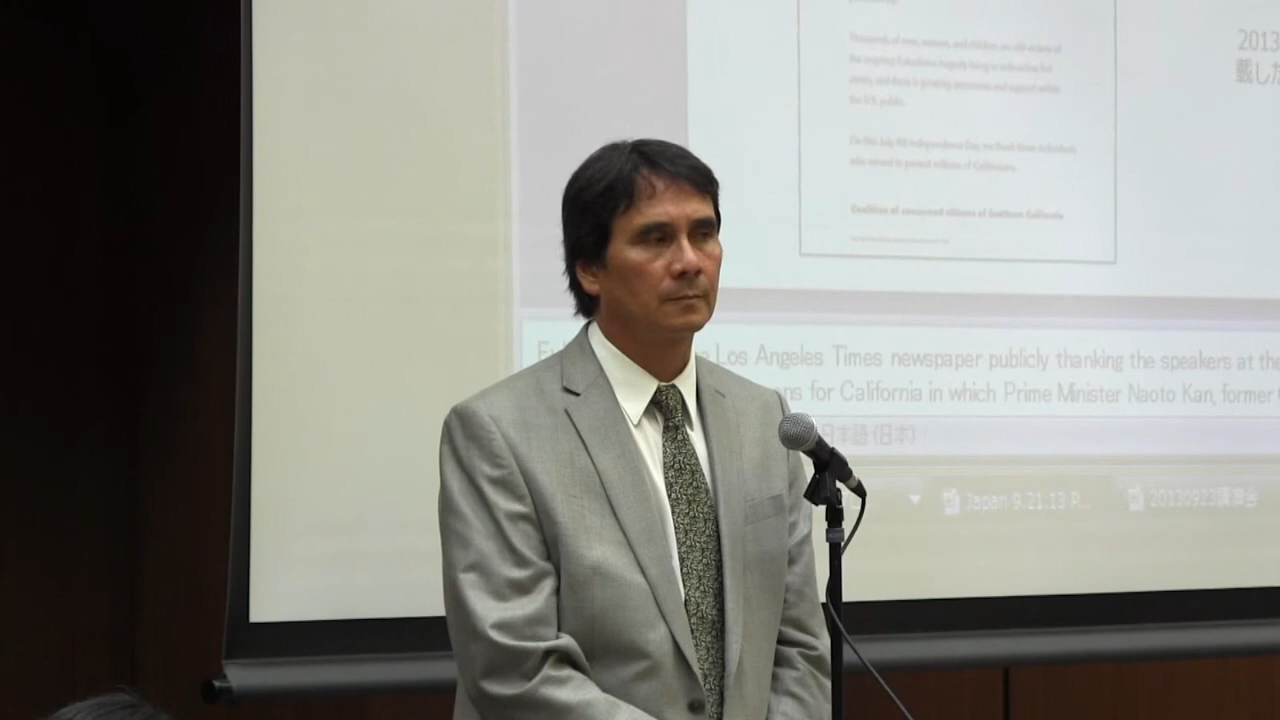 Thousands of men, women, and children are still victims of
the ongoing Fukushima tragedy living in radioactive hot
zones, and there is growing awareness and support within
the U.S. public.
On this July 4th Independence Day, we thank these individuals
who served to protect millions of Californians.
Coalition of concerned citizens of Southern California
2013
載した
Los Angeles Times newspaper publicly thanking the speakers at the
for California in which Prime Minister Naoto Kan, former
日本語 (日本)
Japan 9.21.13 P...
20130923講演会